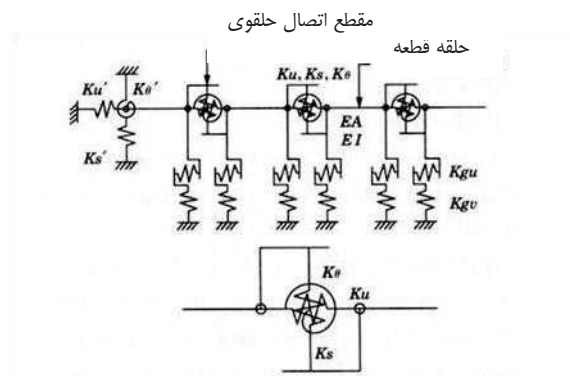 مقطع اتصال حلقوی
حلقه قطعه
Ku, Ks, Kθ
Ku′ Kθ′
EA
EI
Ks′
Kgu
Kgv
Kθ
Ku
Ks